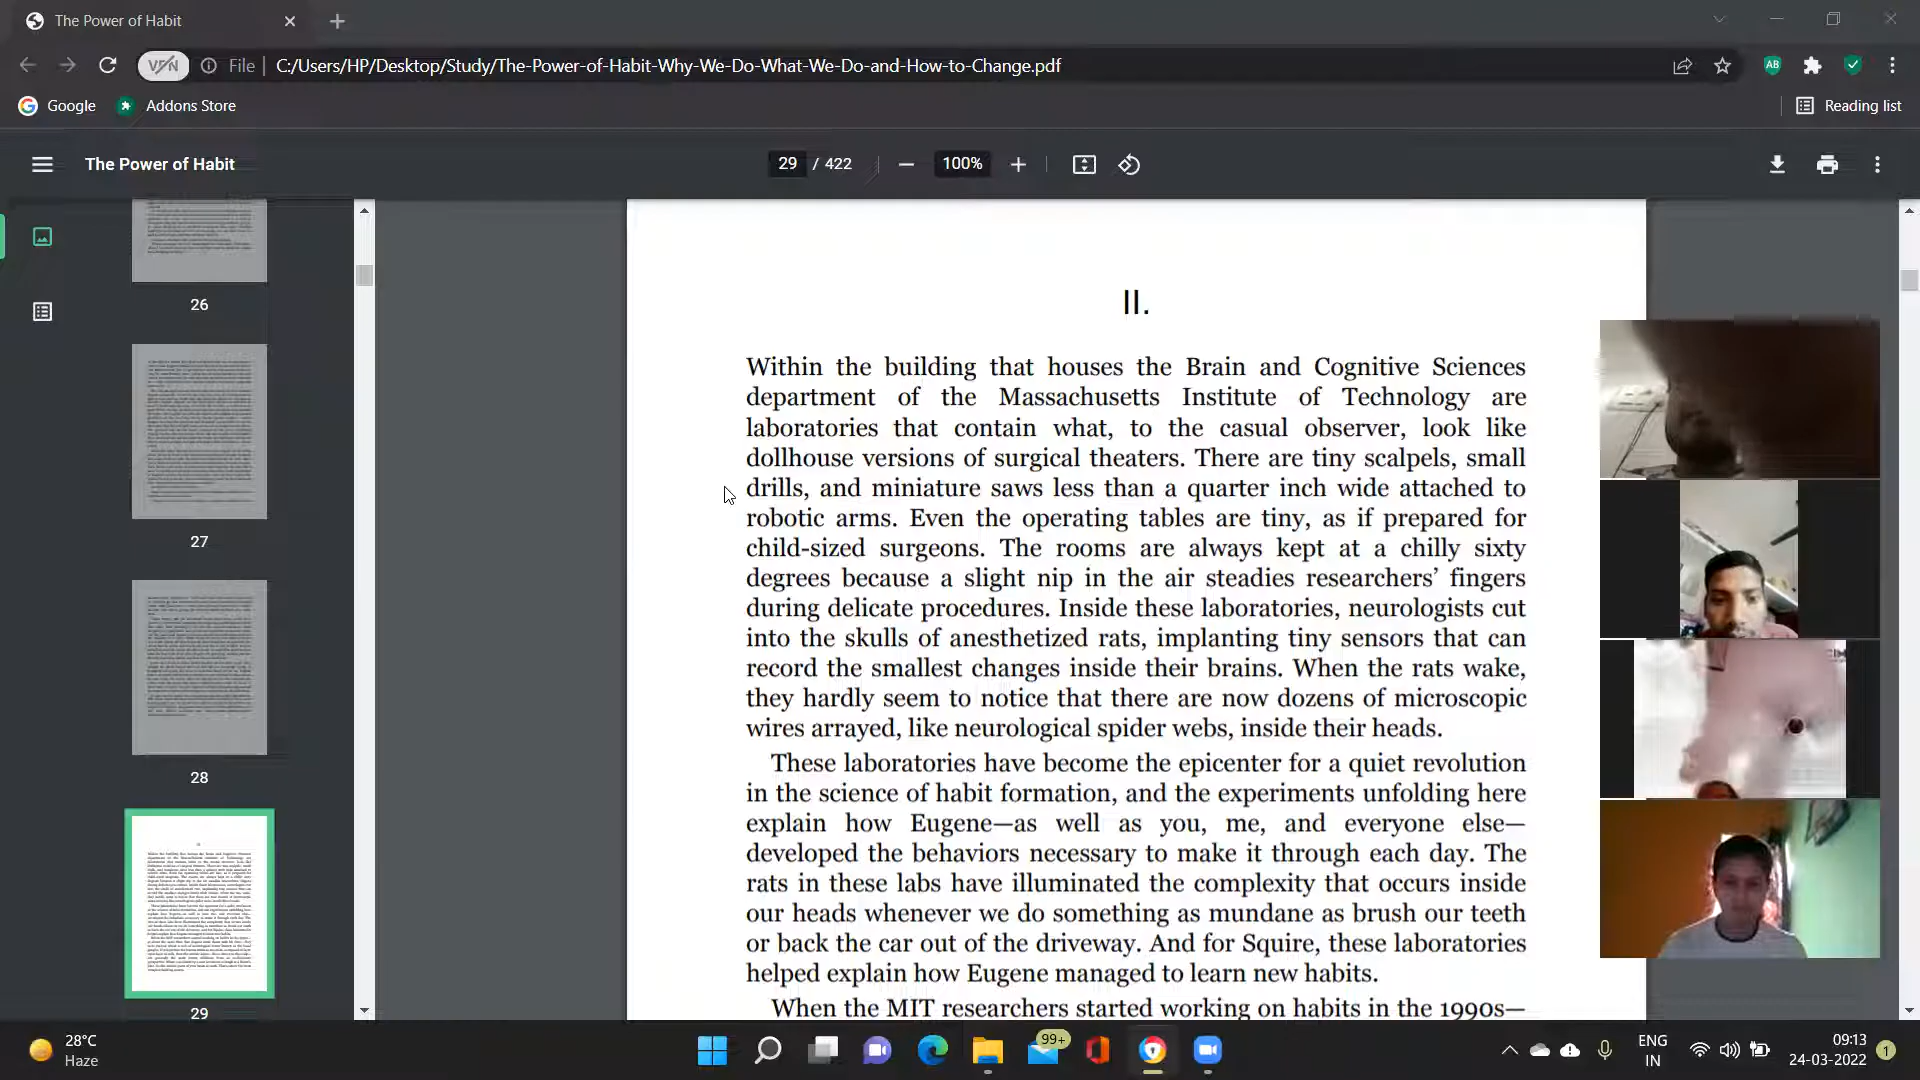 The Power of Habit
VPN
File
C:/Users/HP/Desktop/Study/The-Power-of-Habit-Why-We-Do-What-We-Do-and-How-to-Change.pdf
AB
Google
Addons Store
Reading list
The Power of Habit
29 / 422
100%
26
27
28
29
II.
Within the building that houses the Brain and Cognitive Sciences
department of the Massachusetts Institute of Technology are
laboratories that contain what, to the casual observer, look like
dollhouse versions of surgical theaters. There are tiny scalpels, small
drills, and miniature saws less than a quarter inch wide attached to
robotic arms. Even the operating tables are tiny, as if prepared for
child-sized surgeons. The rooms are always kept at a chilly sixty
degrees because a slight nip in the air steadies researchers’ fingers
during delicate procedures. Inside these laboratories, neurologists cut
into the skulls of anesthetized rats, implanting tiny sensors that can
record the smallest changes inside their brains. When the rats wake,
they hardly seem to notice that there are now dozens of microscopic
wires arrayed, like neurological spider webs, inside their heads.
These laboratories have become the epicenter for a quiet revolution
in the science of habit formation, and the experiments unfolding here
explain how Eugene—as well as you, me, and everyone else—
developed the behaviors necessary to make it through each day. The
rats in these labs have illuminated the complexity that occurs inside
our heads whenever we do something as mundane as brush our teeth
or back the car out of the driveway. And for Squire, these laboratories
helped explain how Eugene managed to learn new habits.
When the MIT researchers started working on habits in the 1990s—
28°C
Haze
99+
ENG
IN
09:13
24-03-2022
1